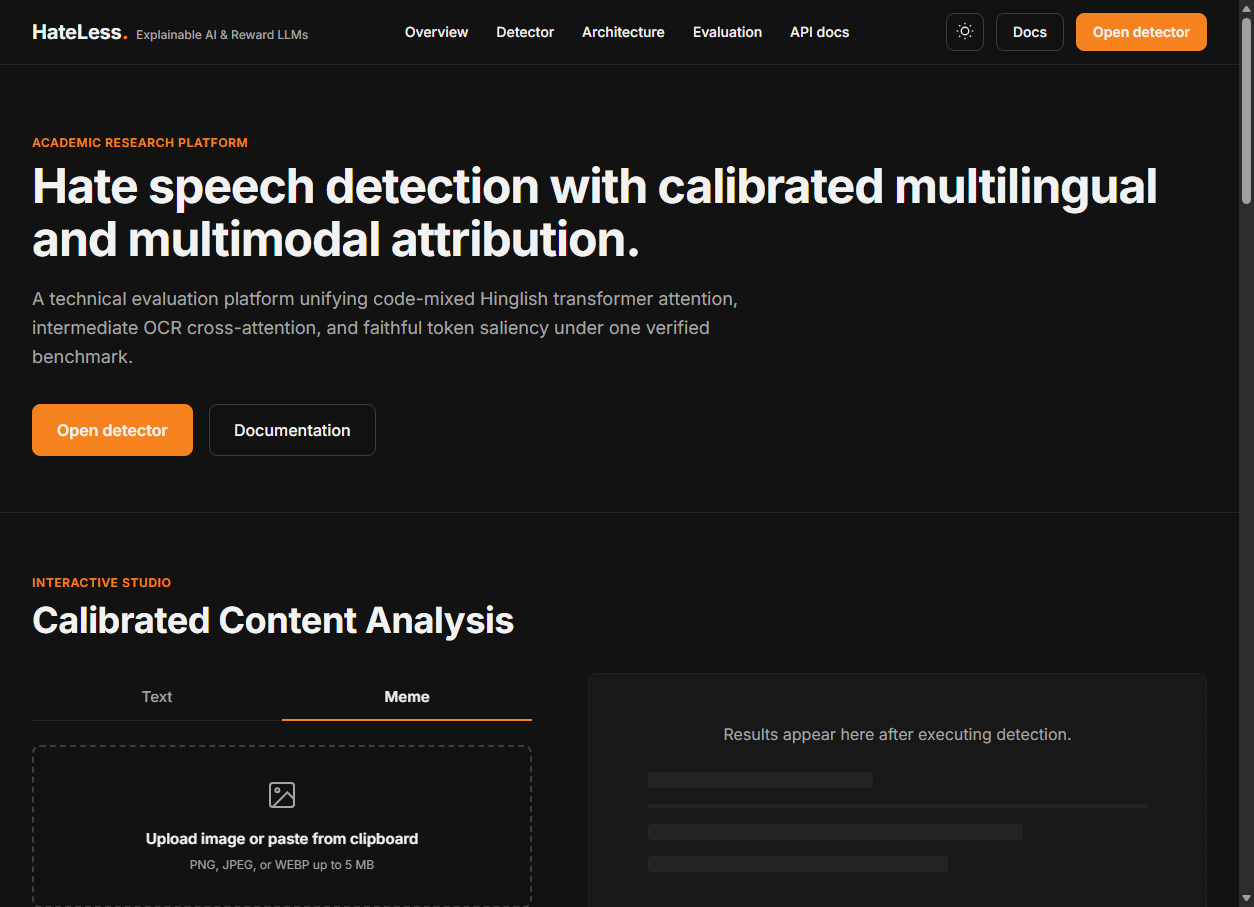 HateLess. Explainable AI & Reward LLMs
Overview Detector Architecture Evaluation API docs
Docs Open detector
ACADEMIC RESEARCH PLATFORM
Hate speech detection with calibrated multilingual
and multimodal attribution.
A technical evaluation platform unifying code-mixed Hinglish transformer attention,
intermediate OCR cross-attention, and faithful token saliency under one verified
benchmark.
Open detector Documentation
INTERACTIVE STUDIO
Calibrated Content Analysis
Text Meme
Results appear here after executing detection.
Upload image or paste from clipboard
PNG, JPEG, or WEBP up to 5 MB